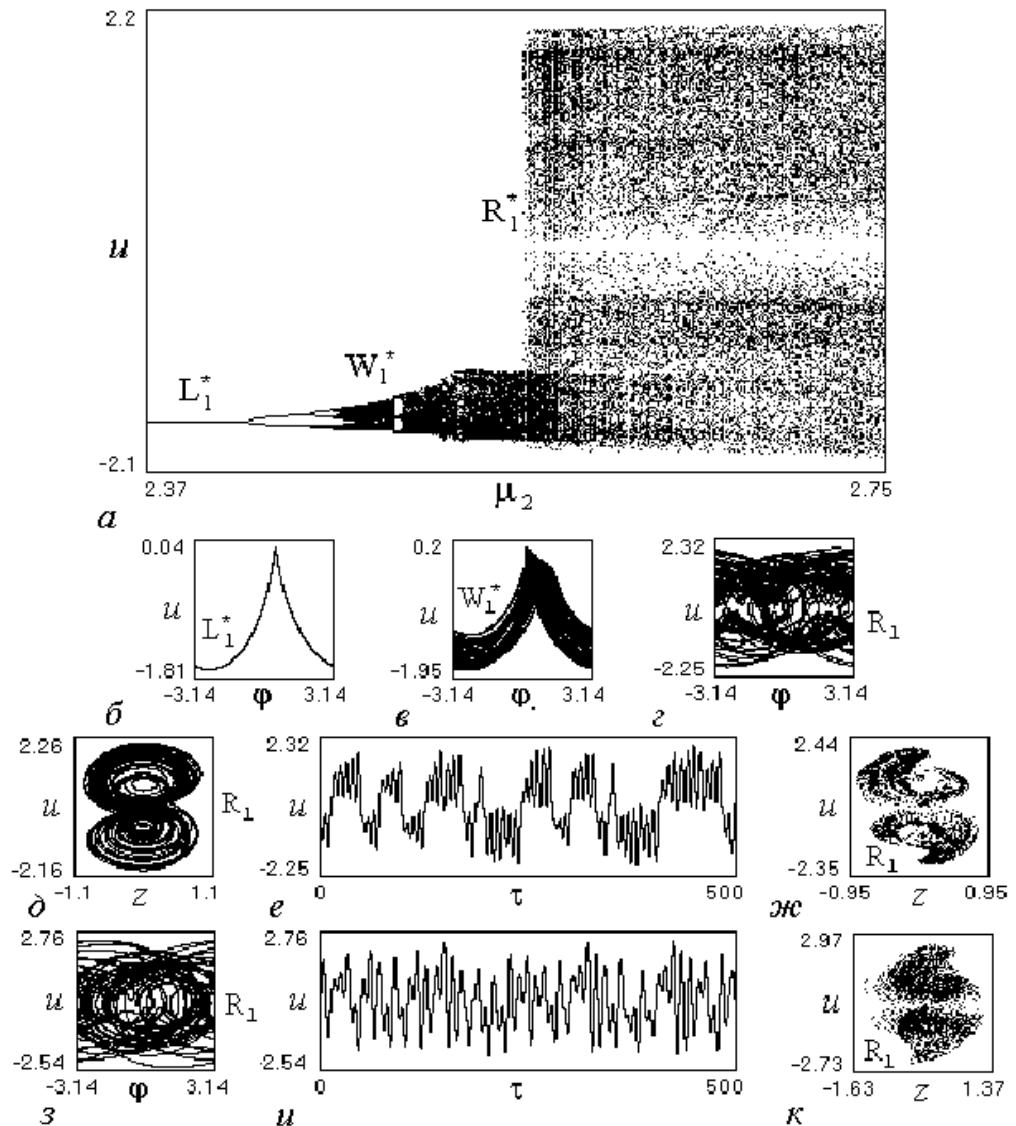 2.2
u
R₁*
W₁*
L₁*
-2.1
2.37
μ₂
2.75
а
0.04
u
L₁*
-1.81
-3.14
φ
3.14
б
0.2
u
W₁*
-1.95
-3.14
φ.
3.14
в
2.32
u
R₁
-2.25
-3.14
φ
3.14
г
2.26
u
R₁
-2.16
-1.1
z
1.1
д
2.32
u
-2.25
0
τ
500
е
2.44
u
R₁
-2.35
-0.95
z
0.95
ж
2.76
u
R₁
-2.54
-3.14
φ
3.14
з
2.76
u
-2.54
0
τ
500
и
2.97
u
R₁
-2.73
-1.63
z
1.37
к